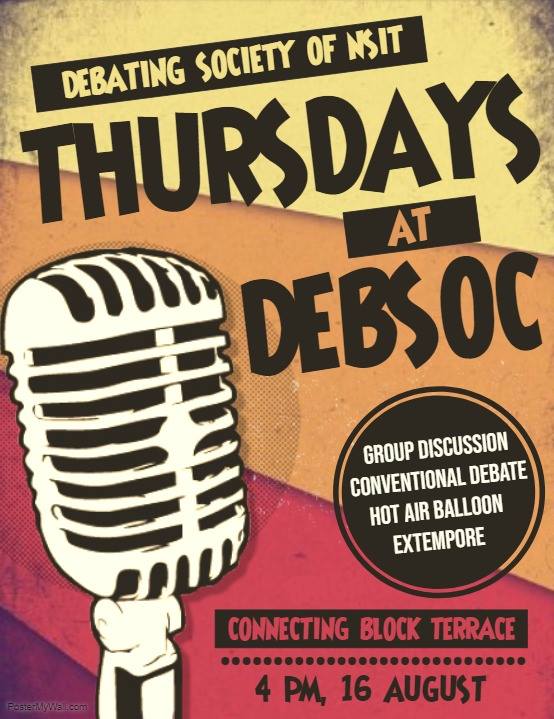 DEBATING SOCIETY OF NSIT
THURSDAYS
AT
DEBSOC
GROUP DISCUSSION
CONVENTIONAL DEBATE
HOT AIR BALLOON
EXTEMPORE
CONNECTING BLOCK TERRACE
4 PM, 16 AUGUST
PosterMyWall.com